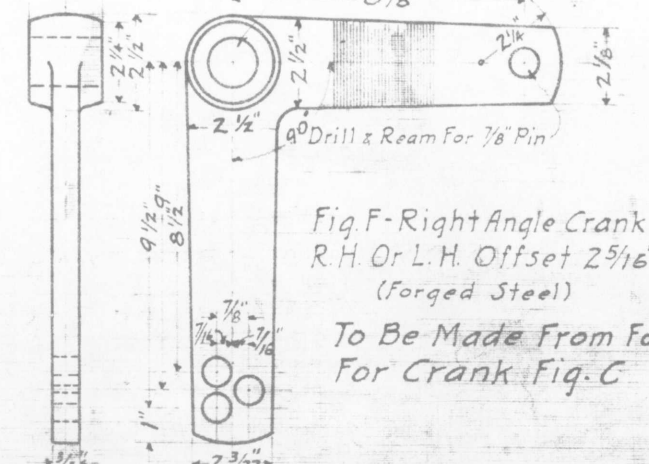 2 1/4"
2 1/2"
2 1/2"
2 1/4"
2 1/8"
2 1/2"
90°
Drill & Ream For 7/8" Pin
9 1/2"
9"
8 1/2"
Fig. F - Right Angle Crank
R.H. Or L.H. Offset 2 5/16"
(Forged Steel)
7/8"
7/16"
7/16"
To Be Made From
For Crank Fig. C
1"